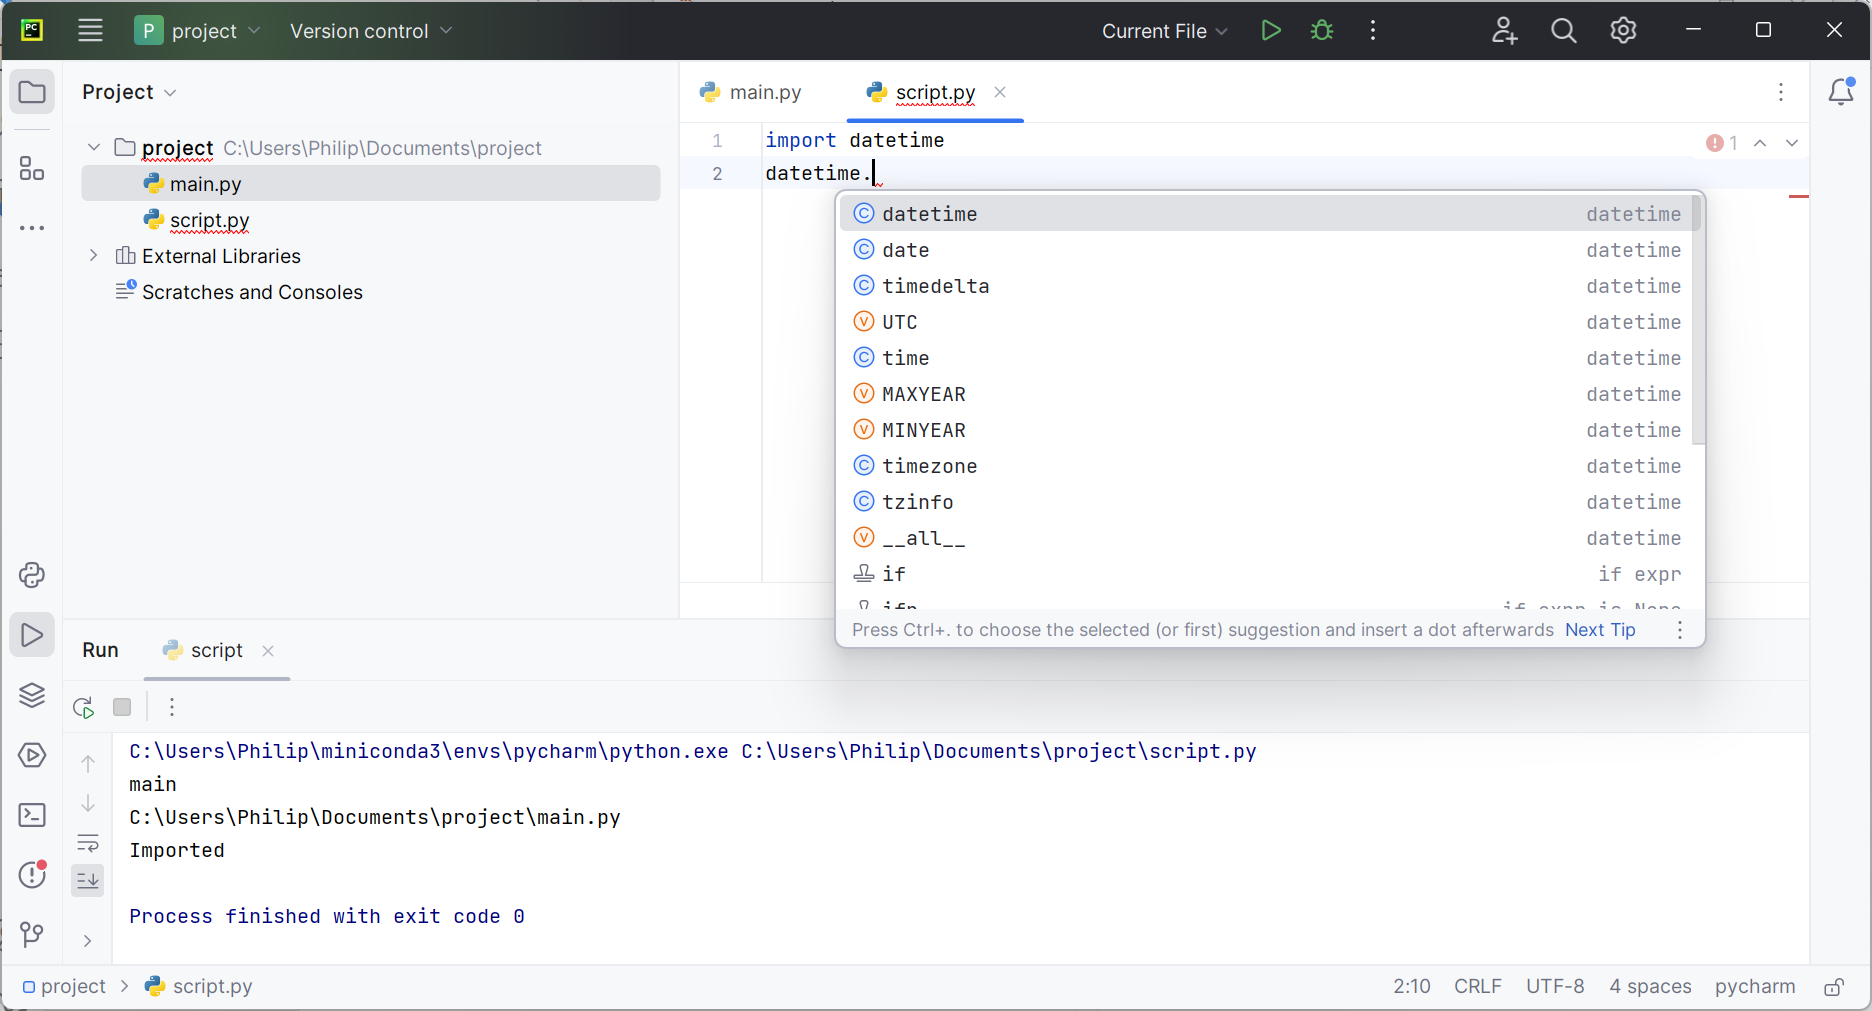 PC
P project Version control Current File
Project
main.py script.py
project C:\Users\Philip\Documents\project
main.py
script.py
External Libraries
Scratches and Consoles
1 import datetime
2 datetime.
1
datetime datetime
date datetime
timedelta datetime
UTC datetime
time datetime
MAXYEAR datetime
MINYEAR datetime
timezone datetime
tzinfo datetime
__all__ datetime
if if expr
ifn if expr is None
Press Ctrl+. to choose the selected (or first) suggestion and insert a dot afterwards Next Tip
Run script
C:\Users\Philip\miniconda3\envs\pycharm\python.exe C:\Users\Philip\Documents\project\script.py
main
C:\Users\Philip\Documents\project\main.py
Imported
Process finished with exit code 0
project script.py 2:10 CRLF UTF-8 4 spaces pycharm